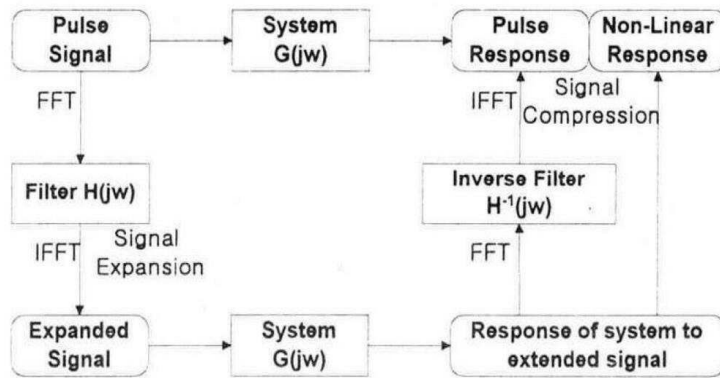 Pulse
Signal
System
G(jw)
Pulse
Response
Non-Linear
Response
FFT
IFFT
Signal
Compression
Filter H(jw)
Inverse Filter
H⁻¹(jw)
IFFT
Signal
Expansion
FFT
Expanded
Signal
System
G(jw)
Response of system to
extended signal